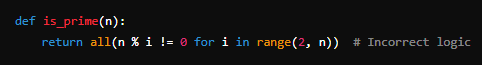 def is_prime(n):
    return all(n % i != 0 for i in range(2, n))  # Incorrect logic